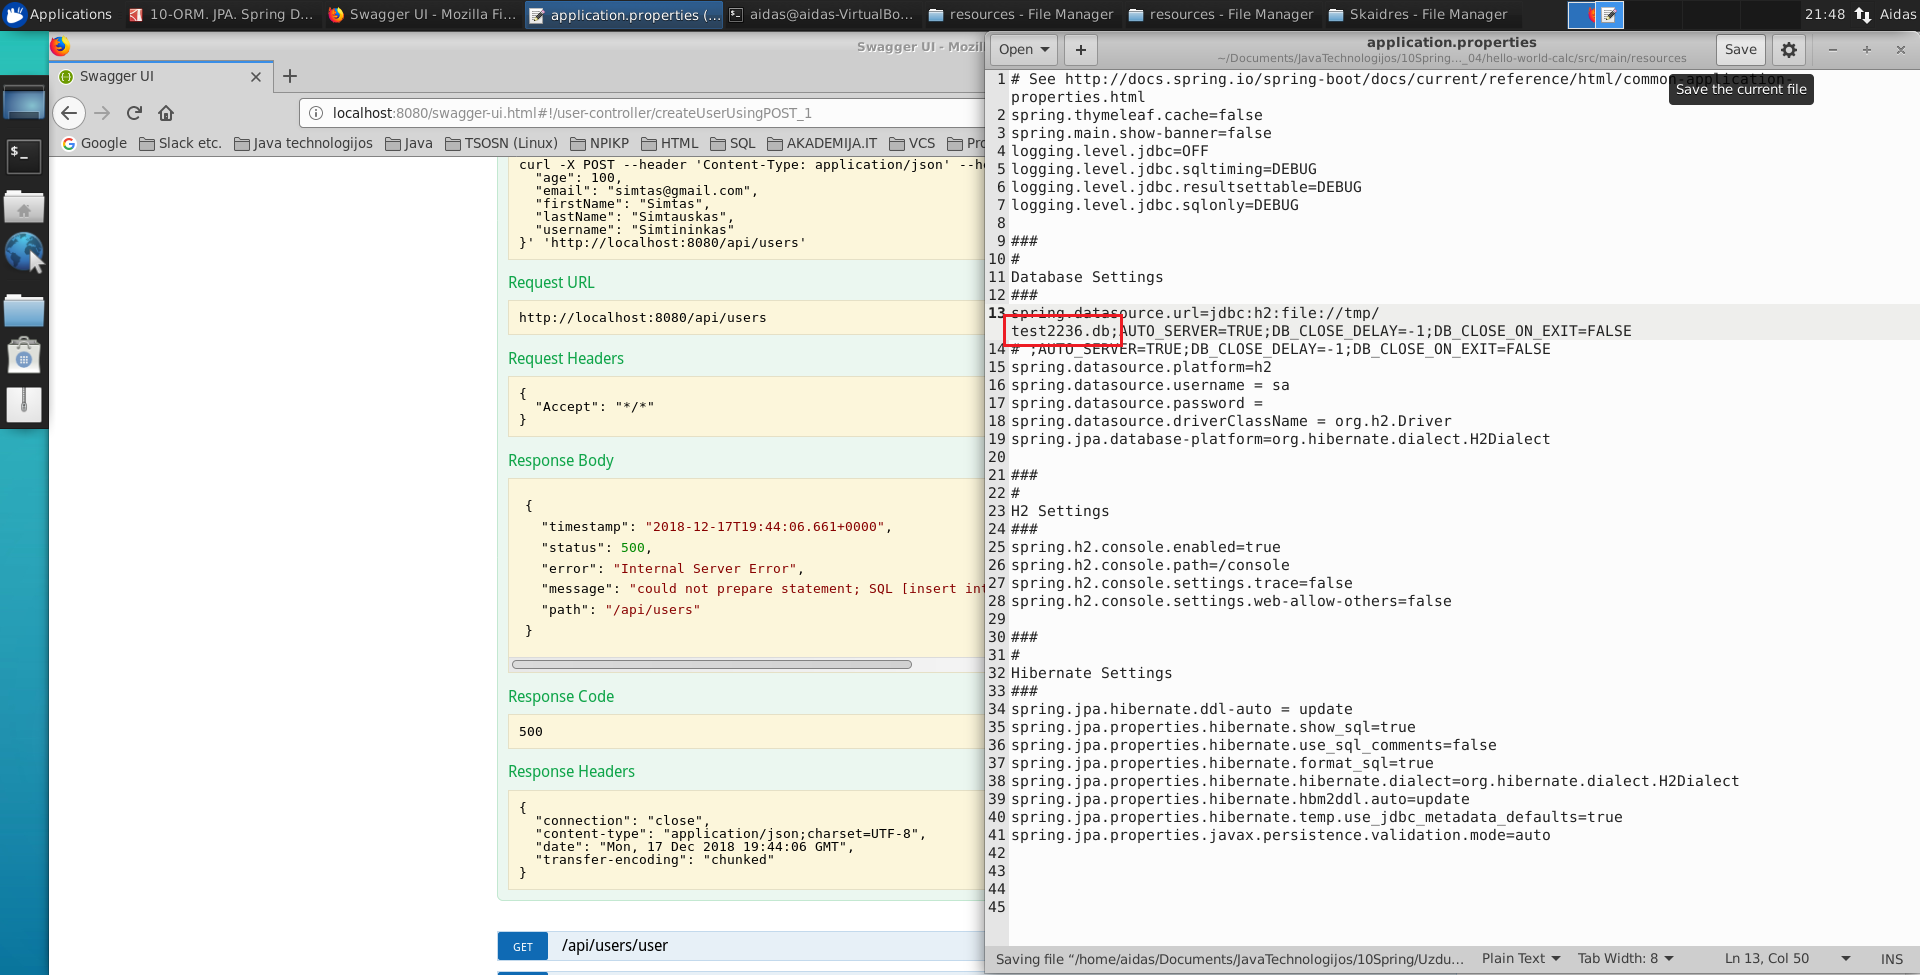 Applications
10-ORM. JPA. Spring D...
Swagger UI - Mozilla Fi...
application.properties (...
aidas@aidas-VirtualBo...
resources - File Manager
resources - File Manager
Skaidres - File Manager
21:48
Aidas
Swagger UI - Mozil
Swagger UI
localhost:8080/swagger-ui.html#!/user-controller/createUserUsingPOST_1
Google
Slack etc.
Java technologijos
Java
TSOSN (Linux)
NPIKP
HTML
SQL
AKADEMIJA.IT
VCS
Pr
curl -X POST --header 'Content-Type: application/json' --he
"age": 100,
"email": "simtas@gmail.com",
"firstName": "Simtas",
"lastName": "Simtauskas",
"username": "Simtininkas"
}' 'http://localhost:8080/api/users'
Request URL
http://localhost:8080/api/users
Request Headers
{
"Accept": "*/*"
}
Response Body
{
"timestamp": "2018-12-17T19:44:06.661+0000",
"status": 500,
"error": "Internal Server Error",
"message": "could not prepare statement; SQL [insert int
"path": "/api/users"
}
Response Code
500
Response Headers
{
"connection": "close",
"content-type": "application/json;charset=UTF-8",
"date": "Mon, 17 Dec 2018 19:44:06 GMT",
"transfer-encoding": "chunked"
}
GET /api/users/user
Open
+
application.properties
~/Documents/JavaTechnologijos/10Spring..._04/hello-world-calc/src/main/resources
Save
Save the current file
1 # See http://docs.spring.io/spring-boot/docs/current/reference/html/common-application-
properties.html
2 spring.thymeleaf.cache=false
3 spring.main.show-banner=false
4 logging.level.jdbc=OFF
5 logging.level.jdbc.sqltiming=DEBUG
6 logging.level.jdbc.resultsettable=DEBUG
7 logging.level.jdbc.sqlonly=DEBUG
8
9 ###
10 #
11 Database Settings
12 ###
13 spring.datasource.url=jdbc:h2:file://tmp/
test2236.db;AUTO_SERVER=TRUE;DB_CLOSE_DELAY=-1;DB_CLOSE_ON_EXIT=FALSE
14 # ;AUTO_SERVER=TRUE;DB_CLOSE_DELAY=-1;DB_CLOSE_ON_EXIT=FALSE
15 spring.datasource.platform=h2
16 spring.datasource.username = sa
17 spring.datasource.password =
18 spring.datasource.driverClassName = org.h2.Driver
19 spring.jpa.database-platform=org.hibernate.dialect.H2Dialect
20
21 ###
22 #
23 H2 Settings
24 ###
25 spring.h2.console.enabled=true
26 spring.h2.console.path=/console
27 spring.h2.console.settings.trace=false
28 spring.h2.console.settings.web-allow-others=false
29
30 ###
31 #
32 Hibernate Settings
33 ###
34 spring.jpa.hibernate.ddl-auto = update
35 spring.jpa.properties.hibernate.show_sql=true
36 spring.jpa.properties.hibernate.use_sql_comments=false
37 spring.jpa.properties.hibernate.format_sql=true
38 spring.jpa.properties.hibernate.hibernate.dialect=org.hibernate.dialect.H2Dialect
39 spring.jpa.properties.hibernate.hbm2ddl.auto=update
40 spring.jpa.properties.hibernate.temp.use_jdbc_metadata_defaults=true
41 spring.jpa.properties.javax.persistence.validation.mode=auto
42
43
44
45
Saving file “/home/aidas/Documents/JavaTechnologijos/10Spring/Uzdu...
Plain Text
Tab Width: 8
Ln 13, Col 50
INS